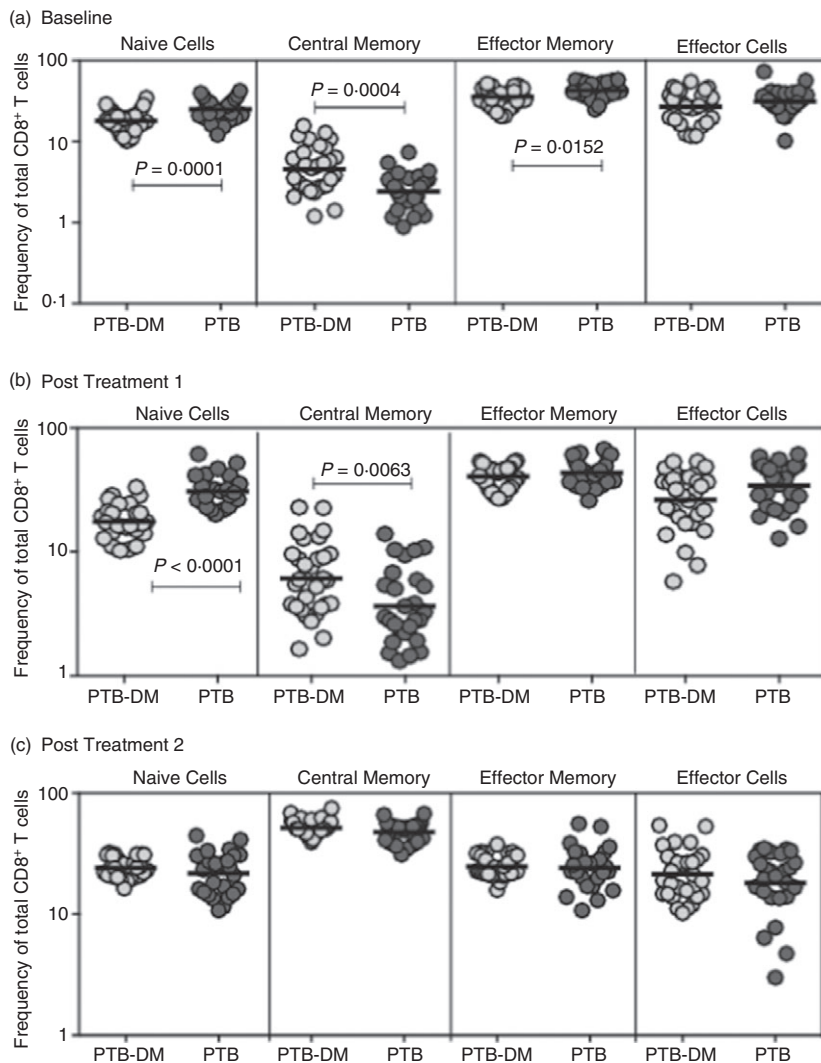 (a) Baseline
Naive Cells Central Memory Effector Memory Effector Cells
Frequency of total CD8⁺ T cells
100
10
1
0·1
P = 0·0001
P = 0·0004
P = 0·0152
PTB-DM PTB PTB-DM PTB PTB-DM PTB PTB-DM PTB
(b) Post Treatment 1
Naive Cells Central Memory Effector Memory Effector Cells
Frequency of total CD8⁺ T cells
100
10
1
P < 0·0001
P = 0·0063
PTB-DM PTB PTB-DM PTB PTB-DM PTB PTB-DM PTB
(c) Post Treatment 2
Naive Cells Central Memory Effector Memory Effector Cells
Frequency of total CD8⁺ T cells
100
10
1
PTB-DM PTB PTB-DM PTB PTB-DM PTB PTB-DM PTB